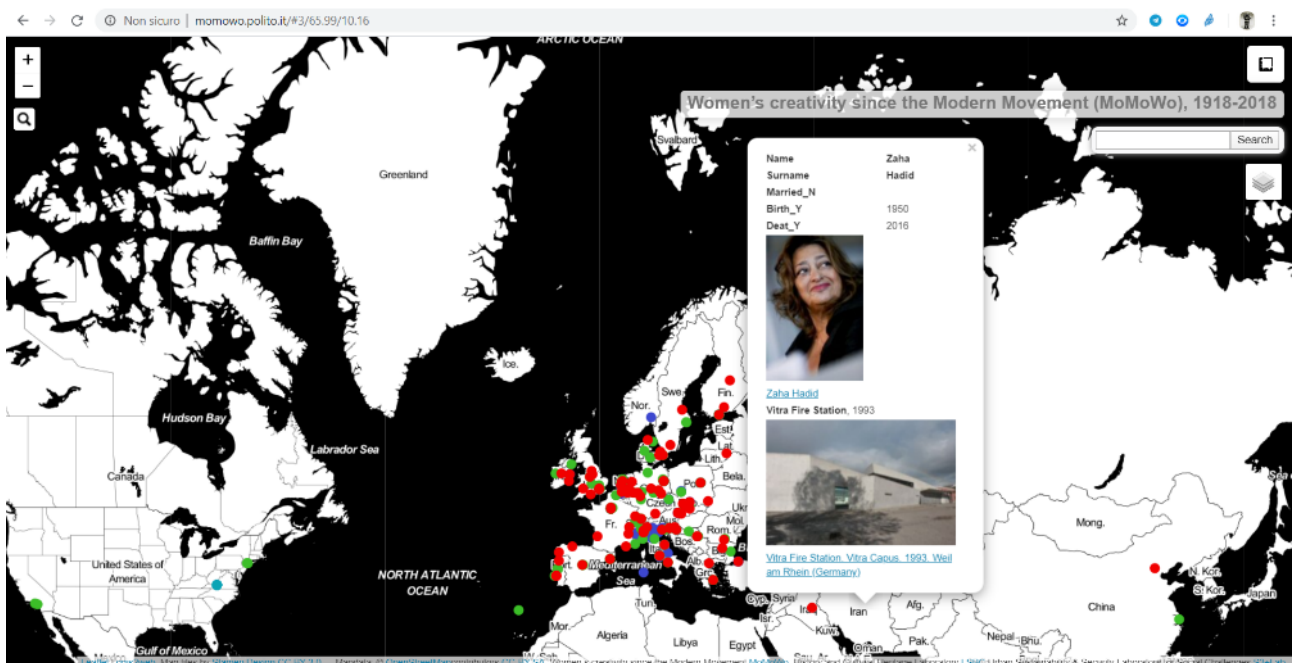 Non sicuro | momowo.polito.it/#3/65.99/10.16
ARCTIC OCEAN
+
−
Women's creativity since the Modern Movement (MoMoWo), 1918-2018
Search
Svalbard
Greenland
Baffin Bay
Name Zaha
Surname Hadid
Married_N
Birth_Y 1950
Deat_Y 2016
Zaha Hadid
Vitra Fire Station, 1993
Vitra Fire Station. Vitra Capus. 1993. Weil
am Rhein (Germany)
Ice.
Swe.
Fin.
Nor.
Est.
Lat.
Lith.
Hudson Bay
Labrador Sea
Canada
Bela.
Po
Czech
Ukr
Mol.
Fr.
Aus.
Rom.
Bos.
Mong.
United States of
America
NORTH ATLANTIC
OCEAN
Port.
Mediterranean
Sea
Alb.
Grc
N. Kor.
S. Kor.
Japan
China
Cyp.
Syria
Isr.
Iran
Afg.
Kuw.
Tun.
Mor.
Algeria
Libya
Egypt
Pak.
Nepal
Bhu.
Oman
Gulf of Mexico